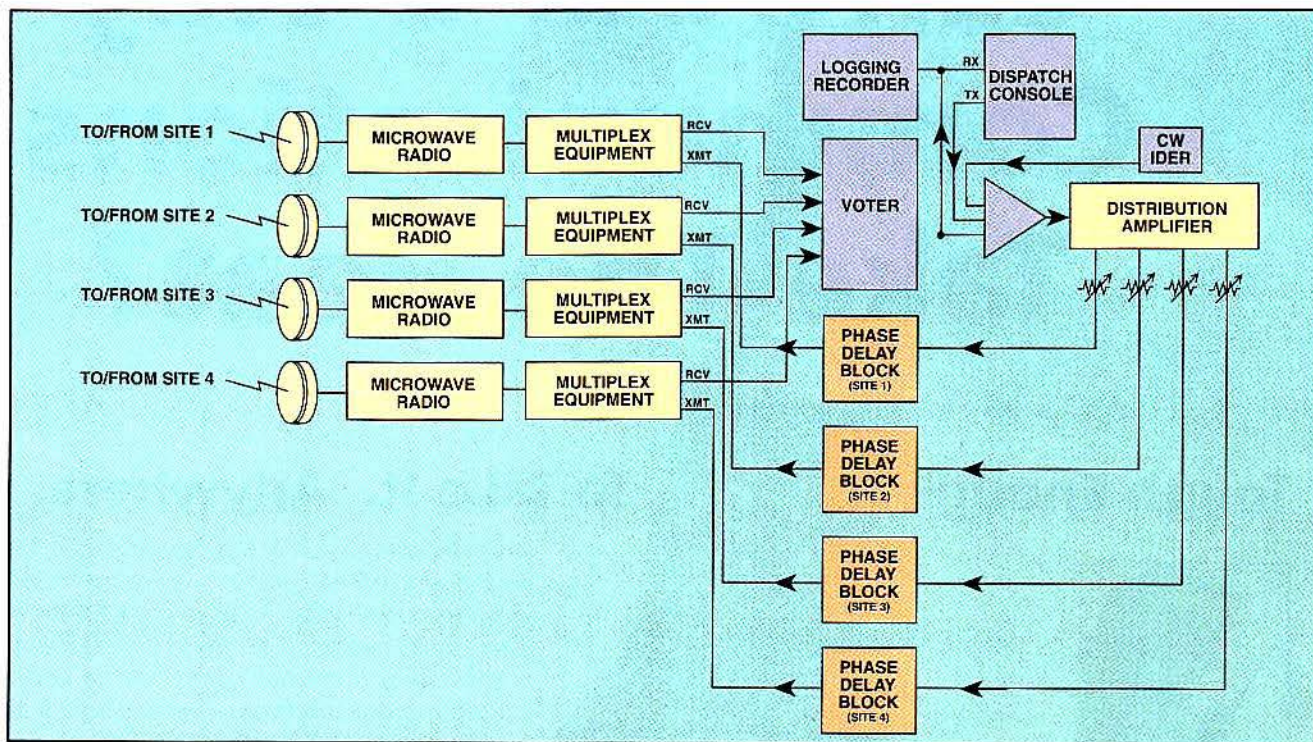 LOGGING
RECORDER
RX
TX
DISPATCH
CONSOLE
TO/FROM SITE 1
MICROWAVE
RADIO
MULTIPLEX
EQUIPMENT
RCV
XMT
VOTER
CW
IDER
TO/FROM SITE 2
MICROWAVE
RADIO
MULTIPLEX
EQUIPMENT
RCV
XMT
DISTRIBUTION
AMPLIFIER
TO/FROM SITE 3
MICROWAVE
RADIO
MULTIPLEX
EQUIPMENT
RCV
XMT
TO/FROM SITE 4
MICROWAVE
RADIO
MULTIPLEX
EQUIPMENT
RCV
XMT
PHASE
DELAY
BLOCK
(SITE 1)
PHASE
DELAY
BLOCK
(SITE 2)
PHASE
DELAY
BLOCK
(SITE 3)
PHASE
DELAY
BLOCK
(SITE 4)